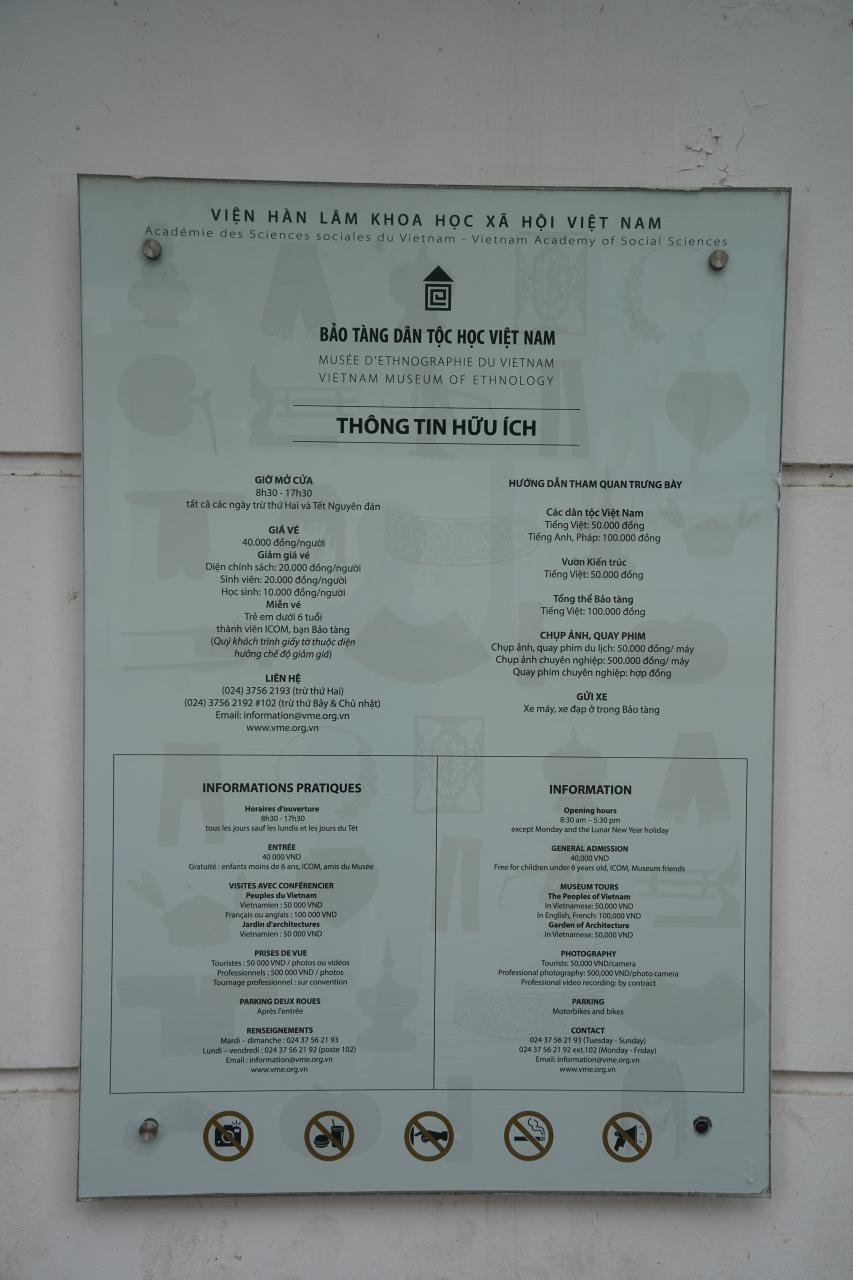 VIỆN HÀN LÂM KHOA HỌC XÃ HỘI VIỆT NAM
Académie des Sciences sociales du Vietnam - Vietnam Academy of Social Sciences
BẢO TÀNG DÂN TỘC HỌC VIỆT NAM
MUSÉE D'ETHNOGRAPHIE DU VIETNAM
VIETNAM MUSEUM OF ETHNOLOGY
THÔNG TIN HỮU ÍCH
GIỜ MỞ CỬA
8h30 - 17h30
tất cả các ngày trừ thứ Hai và Tết Nguyên đán
GIÁ VÉ
40.000 đồng/người
Giảm giá vé
Diện chính sách: 20.000 đồng/người
Sinh viên: 20.000 đồng/người
Học sinh: 10.000 đồng/người
Miễn vé
Trẻ em dưới 6 tuổi
thành viên ICOM, bạn Bảo tàng
(Quý khách trình giấy tờ thuộc diện
hưởng chế độ giảm giá)
LIÊN HỆ
(024) 3756 2193 (trừ thứ Hai)
(024) 3756 2192 #102 (trừ thứ Bảy & Chủ nhật)
Email: information@vme.org.vn
www.vme.org.vn
HƯỚNG DẪN THAM QUAN TRƯNG BÀY
Các dân tộc Việt Nam
Tiếng Việt: 50.000 đồng
Tiếng Anh, Pháp: 100.000 đồng
Vườn Kiến trúc
Tiếng Việt: 50.000 đồng
Tổng thể Bảo tàng
Tiếng Việt: 100.000 đồng
CHỤP ẢNH, QUAY PHIM
Chụp ảnh, quay phim du lịch: 50.000 đồng/ máy
Chụp ảnh chuyên nghiệp: 500.000 đồng/ máy
Quay phim chuyên nghiệp: hợp đồng
GỬI XE
Xe máy, xe đạp ở trong Bảo tàng
INFORMATIONS PRATIQUES
Horaires d'ouverture
8h30 - 17h30
tous les jours sauf les lundis et les jours du Têt
ENTRÉE
40 000 VND
Gratuité : enfants moins de 6 ans, ICOM, amis du Musée
VISITES AVEC CONFÉRENCIER
Peuples du Vietnam
Vietnamien : 50 000 VND
Français ou anglais : 100 000 VND
Jardin d'architectures
Vietnamien : 50 000 VND
PRISES DE VUE
Touristes : 50 000 VND / photos ou vidéos
Professionnels : 500 000 VND / photos
Tournage professionnel : sur convention
PARKING DEUX ROUES
Après l'entrée
RENSEIGNEMENTS
Mardi – dimanche : 024 37 56 21 93
Lundi – vendredi : 024 37 56 21 92 (poste 102)
Email : information@vme.org.vn
www.vme.org.vn
INFORMATION
Opening hours
8:30 am – 5:30 pm
except Monday and the Lunar New Year holiday
GENERAL ADMISSION
40,000 VND
Free for children under 6 years old, ICOM, Museum friends
MUSEUM TOURS
The Peoples of Vietnam
In Vietnamese: 50,000 VND
In English, French: 100,000 VND
Garden of Architecture
In Vietnamese: 50,000 VND
PHOTOGRAPHY
Tourists: 50,000 VND/camera
Professional photography: 500,000 VND/photo camera
Professional video recording: by contract
PARKING
Motorbikes and bikes
CONTACT
024 37 56 21 93 (Tuesday - Sunday)
024 37 56 21 92 ext.102 (Monday - Friday)
Email: information@vme.org.vn
www.vme.org.vn